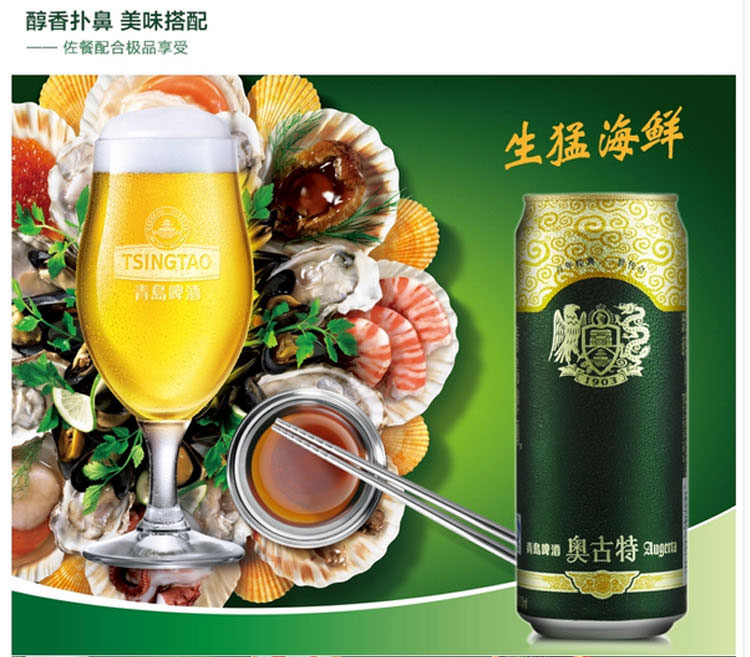 醇香扑鼻 美味搭配
—— 佐餐配合极品享受
生猛海鲜
TSINGTAO
青島啤酒
1903
青島啤酒 奥古特 Augerta